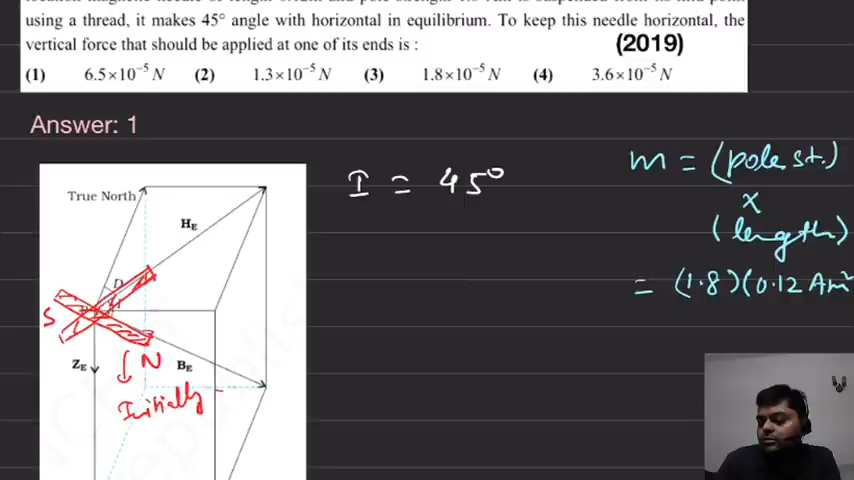 using a thread, it makes 45° angle with horizontal in equilibrium. To keep this needle horizontal, the
vertical force that should be applied at one of its ends is :
(2019)
(1) 6.5×10⁻⁵ N (2) 1.3×10⁻⁵ N (3) 1.8×10⁻⁵ N (4) 3.6×10⁻⁵ N
Answer: 1
True North
H_E
D
I = 45°
m = (pole st.)
×
(length)
= (1.8)(0.12 Am²
S
N
Z_E
B_E
Initially